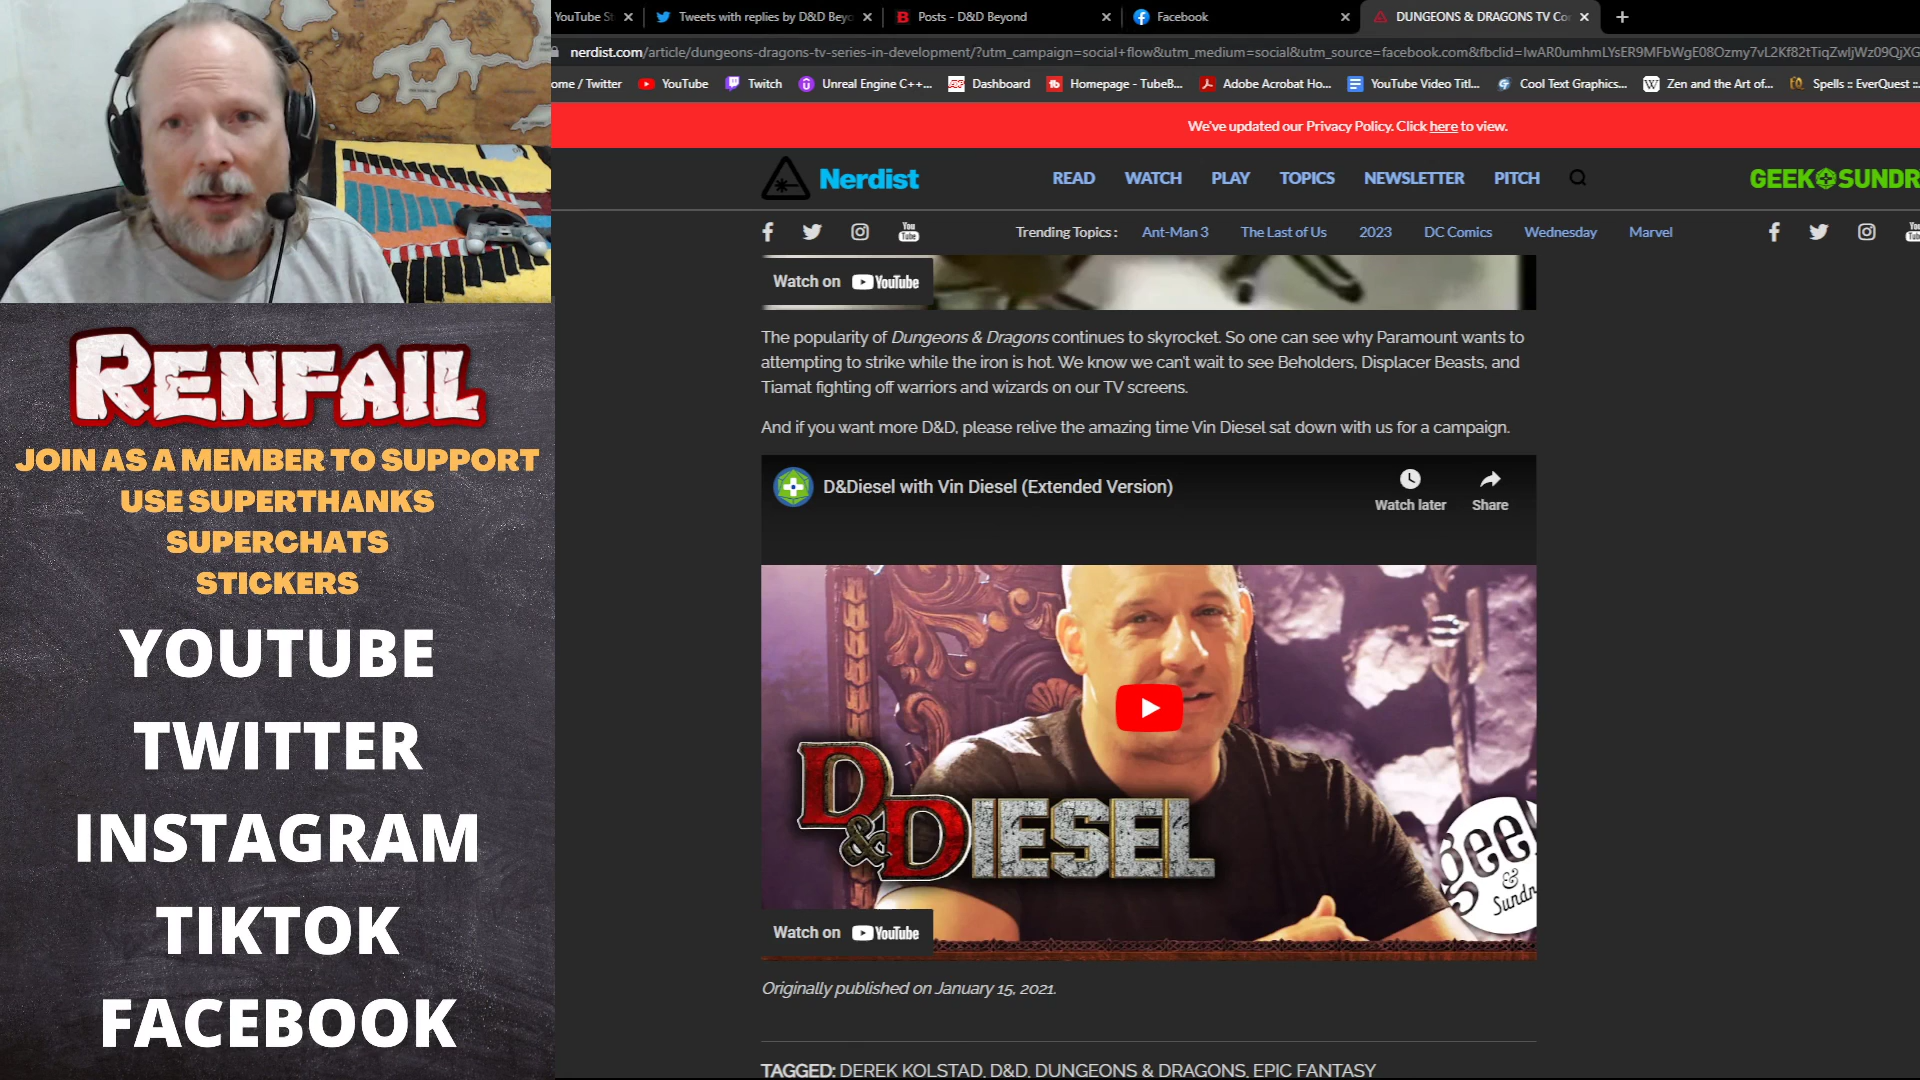 YouTube St
Tweets with replies by D&D Beyo
Posts - D&D Beyond
Facebook
DUNGEONS & DRAGONS TV Co
nerdist.com/article/dungeons-dragons-tv-series-in-development/?utm_campaign=social+flow&utm_medium=social&utm_source=facebook.com&fbclid=IwAR0umhmLYsER9MFbWgE08Ozmy7vL2Kf82tTiqZwIjWz09QjXG
ome / Twitter
YouTube
Twitch
Unreal Engine C++...
Dashboard
Homepage - TubeB...
Adobe Acrobat Ho...
YouTube Video Titl...
Cool Text Graphics...
Zen and the Art of...
Spells :: EverQuest ::
We've updated our Privacy Policy. Click here to view.
Nerdist
READ WATCH PLAY TOPICS NEWSLETTER PITCH
GEEK SUNDR
You Tube
Trending Topics: Ant-Man 3 The Last of Us 2023 DC Comics Wednesday Marvel
Watch on YouTube
The popularity of Dungeons & Dragons continues to skyrocket. So one can see why Paramount wants to
attempting to strike while the iron is hot. We know we can't wait to see Beholders, Displacer Beasts, and
Tiamat fighting off warriors and wizards on our TV screens.
And if you want more D&D, please relive the amazing time Vin Diesel sat down with us for a campaign.
D&Diesel with Vin Diesel (Extended Version)
Watch later
Share
D&DIESEL
gee
&
Sundr
Watch on YouTube
Originally published on January 15, 2021.
TAGGED: DEREK KOLSTAD, D&D, DUNGEONS & DRAGONS, EPIC FANTASY
RENFAIL
JOIN AS A MEMBER TO SUPPORT
USE SUPERTHANKS
SUPERCHATS
STICKERS
YOUTUBE
TWITTER
INSTAGRAM
TIKTOK
FACEBOOK